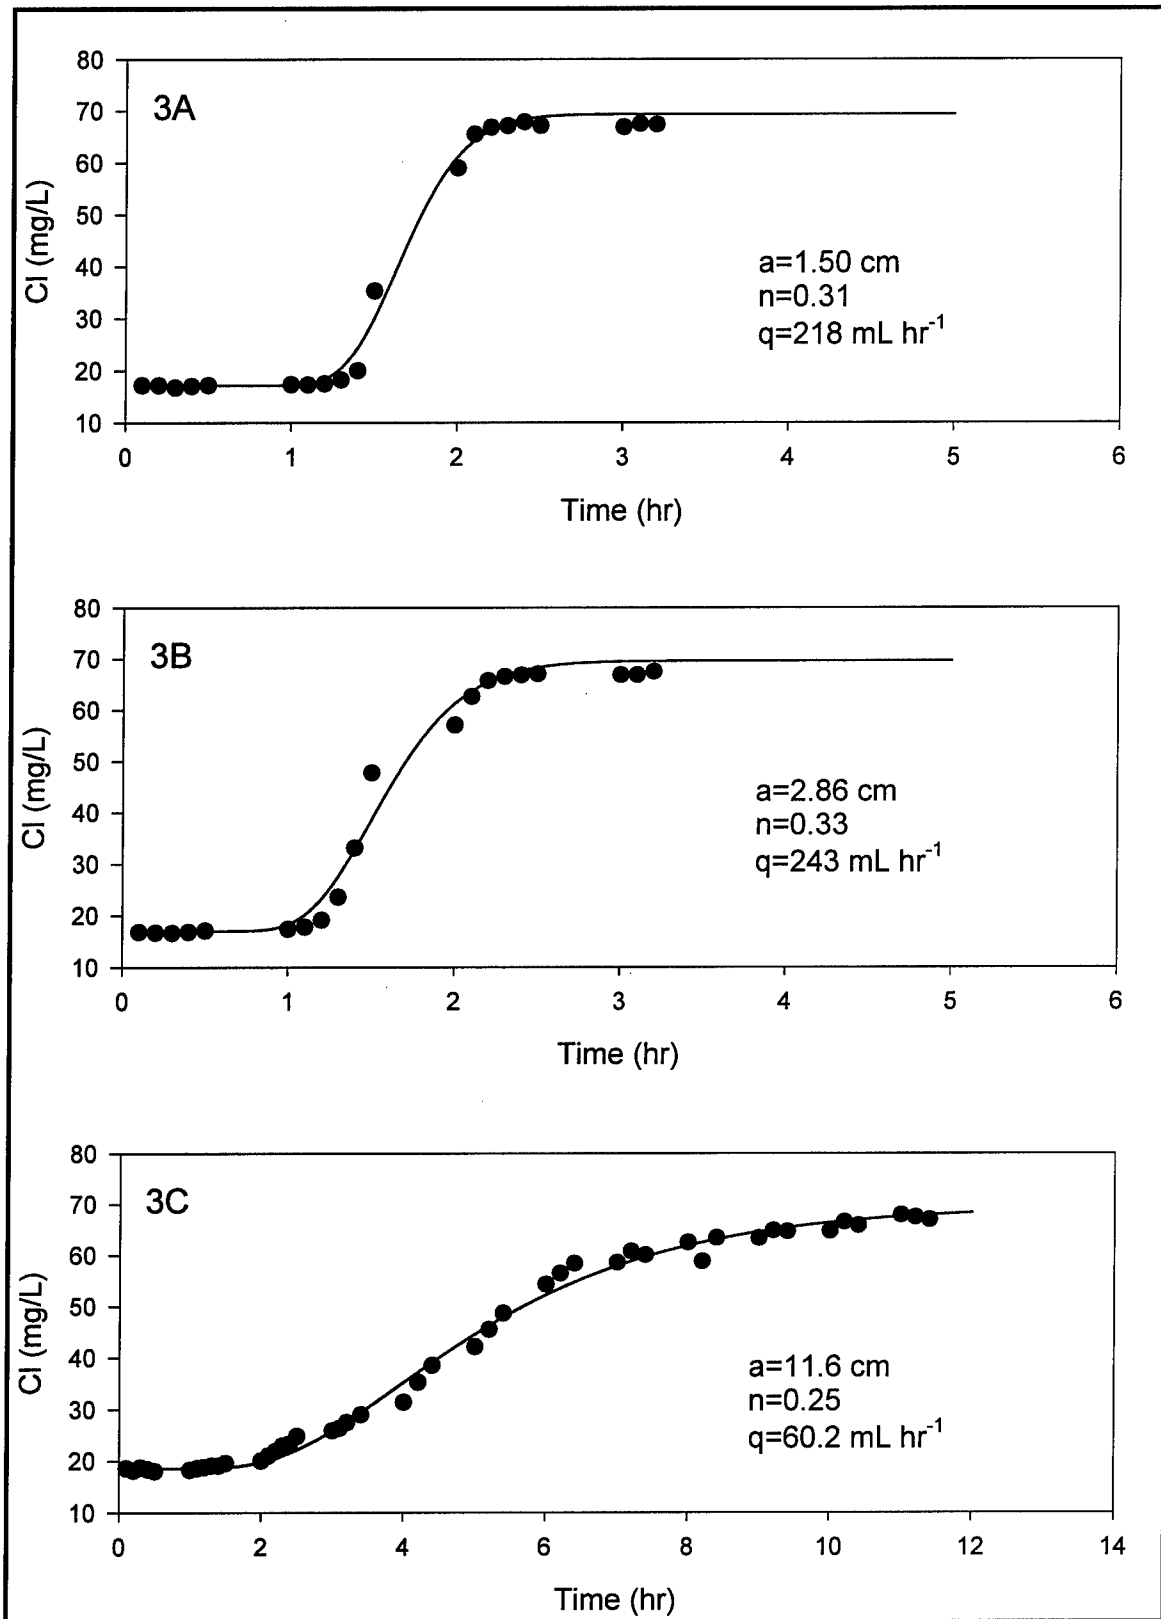 80
70
60
50
40
30
20
10
Cl (mg/L)
3A
a=1.50 cm
n=0.31
q=218 mL hr-1
0 1 2 3 4 5 6
Time (hr)
80
70
60
50
40
30
20
10
Cl (mg/L)
3B
a=2.86 cm
n=0.33
q=243 mL hr-1
0 1 2 3 4 5 6
Time (hr)
80
70
60
50
40
30
20
10
Cl (mg/L)
3C
a=11.6 cm
n=0.25
q=60.2 mL hr-1
0 2 4 6 8 10 12 14
Time (hr)